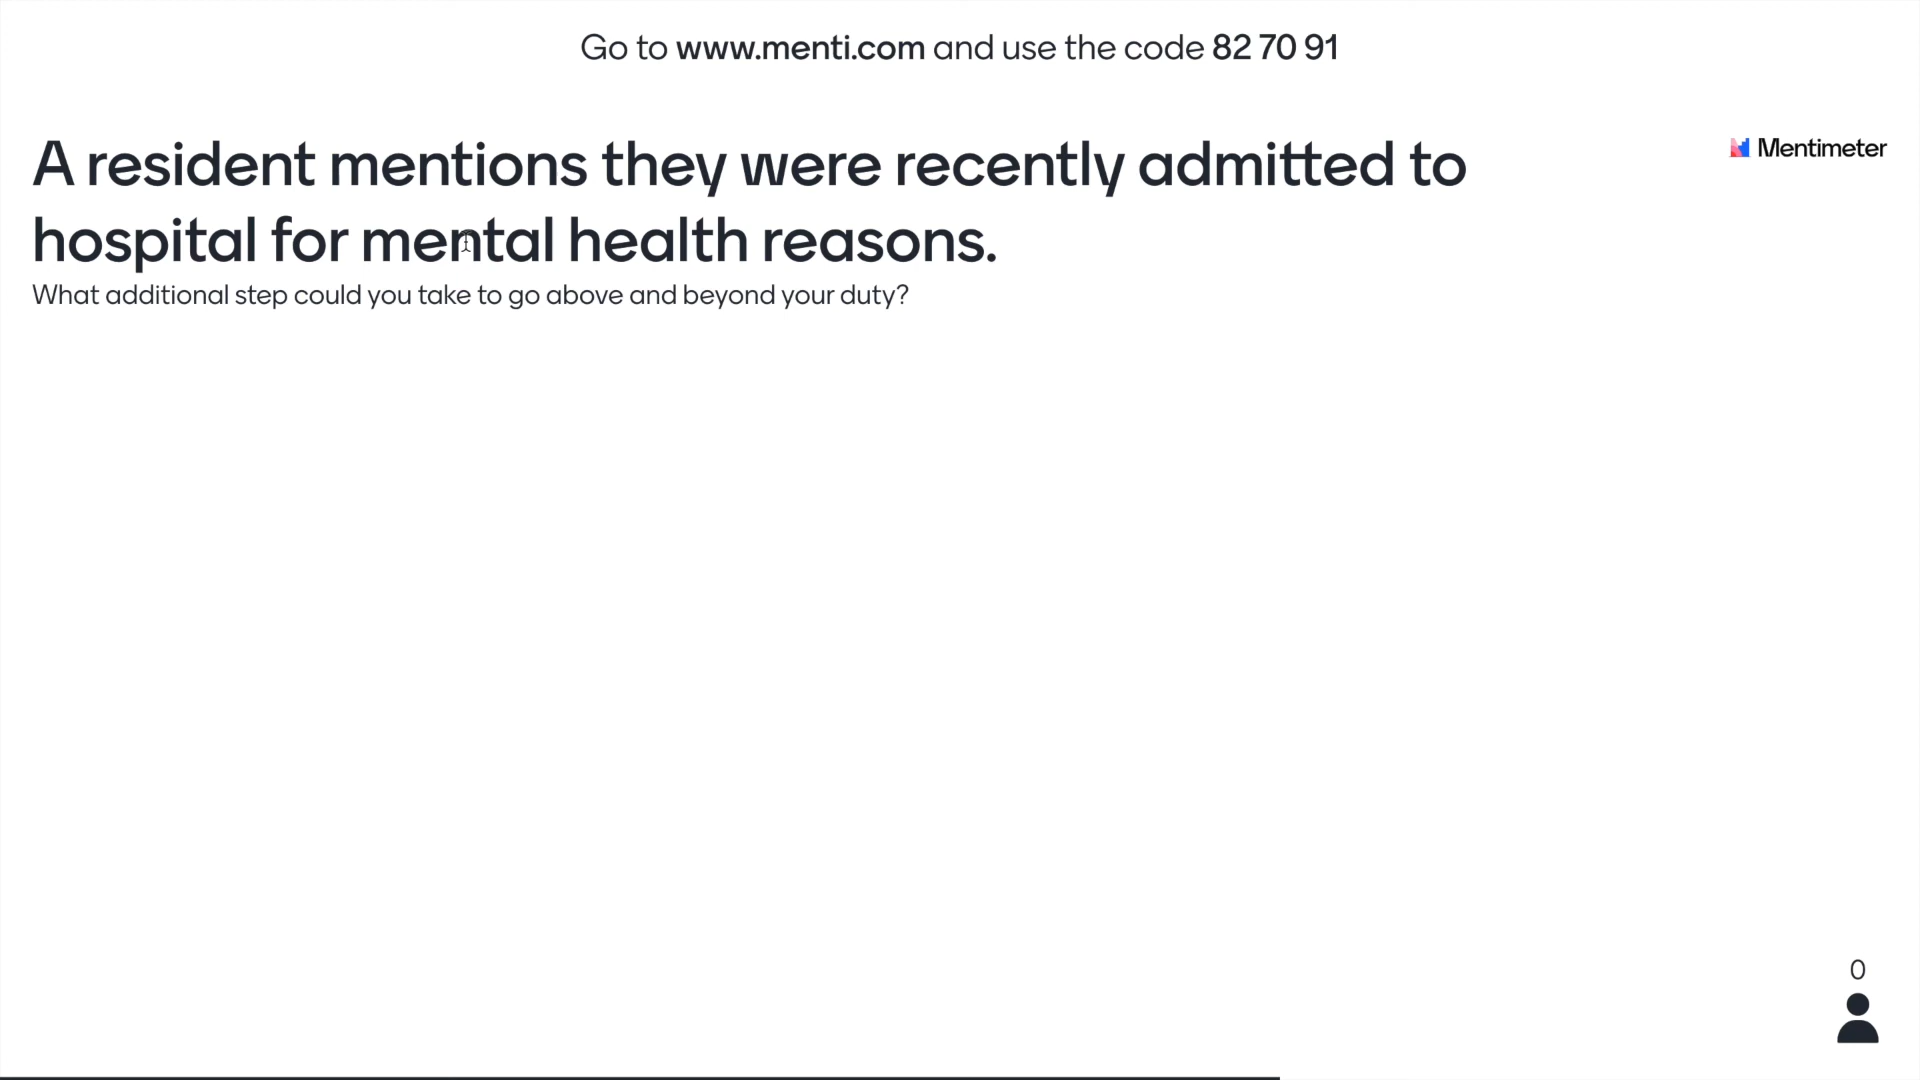 Go to www.menti.com and use the code 82 70 91
A resident mentions they were recently admitted to
Mentimeter
hospital for mental health reasons.
What additional step could you take to go above and beyond your duty?
0